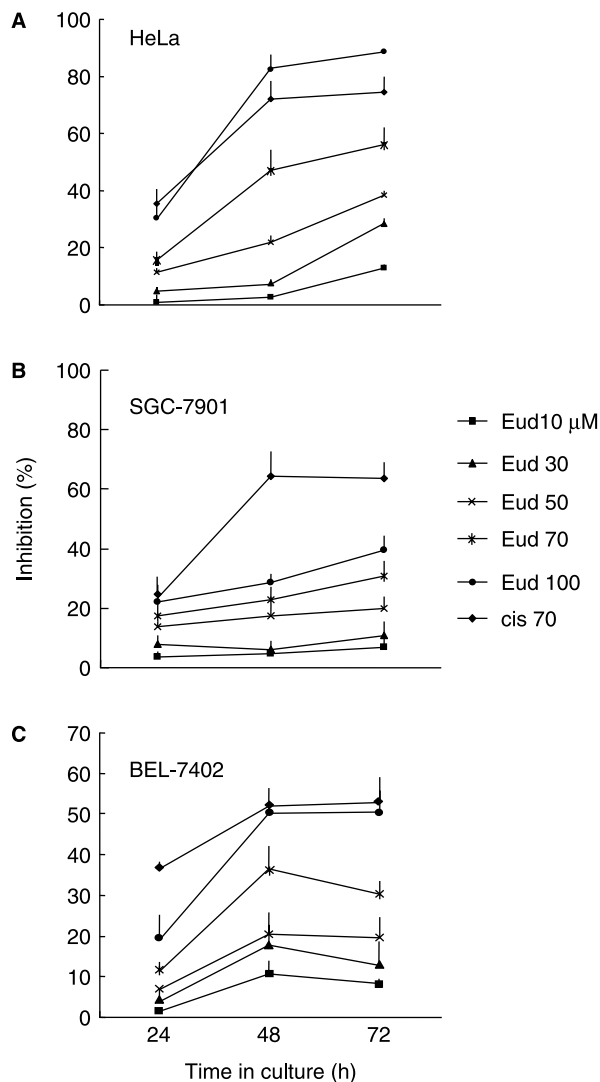 A
HeLa
100
80
60
40
20
0
B
SGC-7901
100
80
60
40
20
0
Inhibition (%)
Eud10 μM
Eud 30
Eud 50
Eud 70
Eud 100
cis 70
C
BEL-7402
70
60
50
40
30
20
10
0
24 48 72
Time in culture (h)